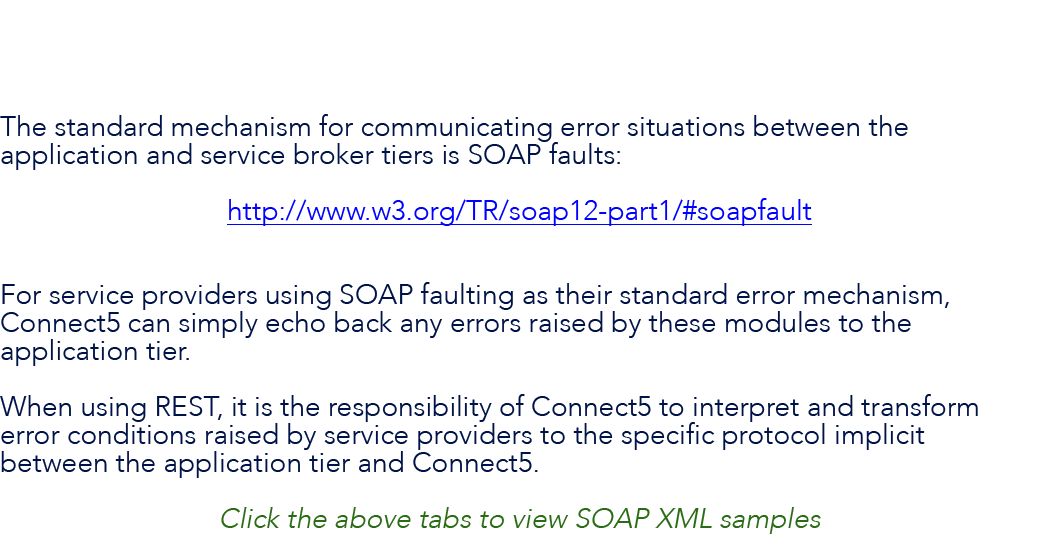 The standard mechanism for communicating error situations between the
application and service broker tiers is SOAP faults:
http://www.w3.org/TR/soap12-part1/#soapfault
For service providers using SOAP faulting as their standard error mechanism,
Connect5 can simply echo back any errors raised by these modules to the
application tier.
When using REST, it is the responsibility of Connect5 to interpret and transform
error conditions raised by service providers to the specific protocol implicit
between the application tier and Connect5.
Click the above tabs to view SOAP XML samples